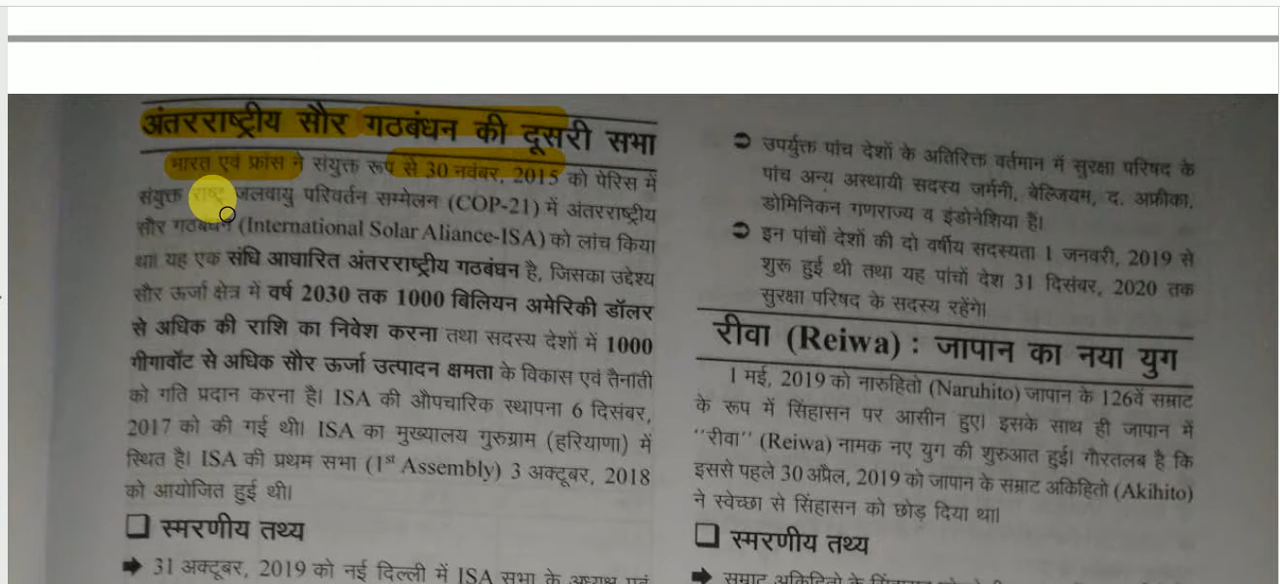 अंतरराष्ट्रीय सौर गठबंधन की दूसरी सभा
भारत एवं फ्रांस ने संयुक्त रूप से 30 नवंबर, 2015 को पेरिस में
संयुक्त राष्ट्र जलवायु परिवर्तन सम्मेलन (COP-21) में अंतरराष्ट्रीय
सौर गठबंधन (International Solar Aliance-ISA) को लांच किया
था। यह एक संधि आधारित अंतरराष्ट्रीय गठबंधन है, जिसका उद्देश्य
सौर ऊर्जा क्षेत्र में वर्ष 2030 तक 1000 बिलियन अमेरिकी डॉलर
से अधिक की राशि का निवेश करना तथा सदस्य देशों में 1000
गीगावॉट से अधिक सौर ऊर्जा उत्पादन क्षमता के विकास एवं तैनाती
को गति प्रदान करना है। ISA की औपचारिक स्थापना 6 दिसंबर,
2017 को की गई थी। ISA का मुख्यालय गुरुग्राम (हरियाणा) में
स्थित है। ISA की प्रथम सभा (1st Assembly) 3 अक्टूबर, 2018
को आयोजित हुई थी।
स्मरणीय तथ्य
31 अक्टूबर, 2019 को नई दिल्ली में ISA सभा के अध्यक्ष एवं
उपर्युक्त पांच देशों के अतिरिक्त वर्तमान में सुरक्षा परिषद के
पांच अन्य अस्थायी सदस्य जर्मनी, बेल्जियम, द. अफ्रीका,
डोमिनिकन गणराज्य व इंडोनेशिया हैं।
इन पांचों देशों की दो वर्षीय सदस्यता 1 जनवरी, 2019 से
शुरू हुई थी तथा यह पांचों देश 31 दिसंबर, 2020 तक
सुरक्षा परिषद के सदस्य रहेंगे।
रीवा (Reiwa) : जापान का नया युग
1 मई, 2019 को नारुहितो (Naruhito) जापान के 126वें सम्राट
के रूप में सिंहासन पर आसीन हुए। इसके साथ ही जापान में
''रीवा'' (Reiwa) नामक नए युग की शुरुआत हुई। गौरतलब है कि
इससे पहले 30 अप्रैल, 2019 को जापान के सम्राट अकिहितो (Akihito)
ने स्वेच्छा से सिंहासन को छोड़ दिया था।
स्मरणीय तथ्य
सम्राट अकिहितो के